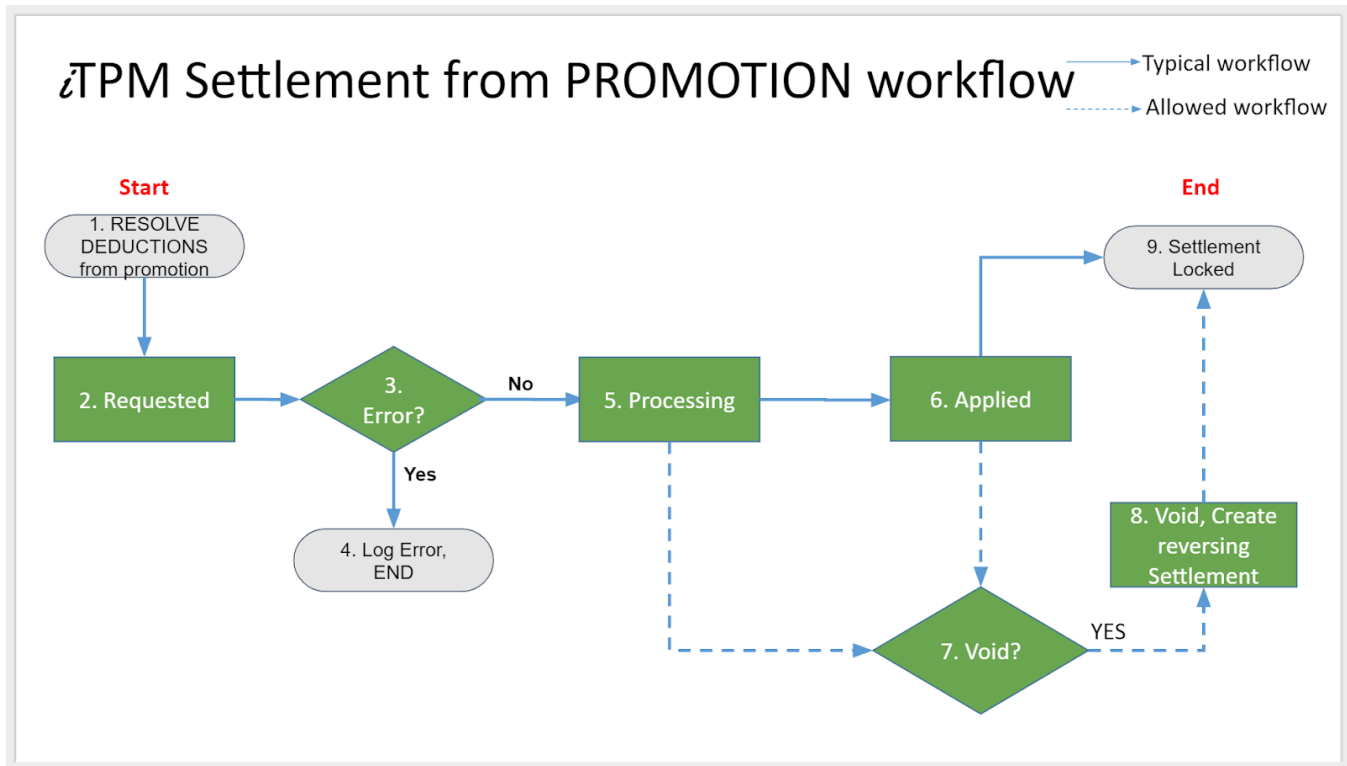 iTPM Settlement from PROMOTION workflow
Typical workflow
Allowed workflow
Start
End
1. RESOLVE
DEDUCTIONS
from promotion
9. Settlement
Locked
2. Requested
3.
Error?
No
5. Processing
6. Applied
Yes
4. Log Error,
END
8. Void, Create
reversing
Settlement
7. Void?
YES